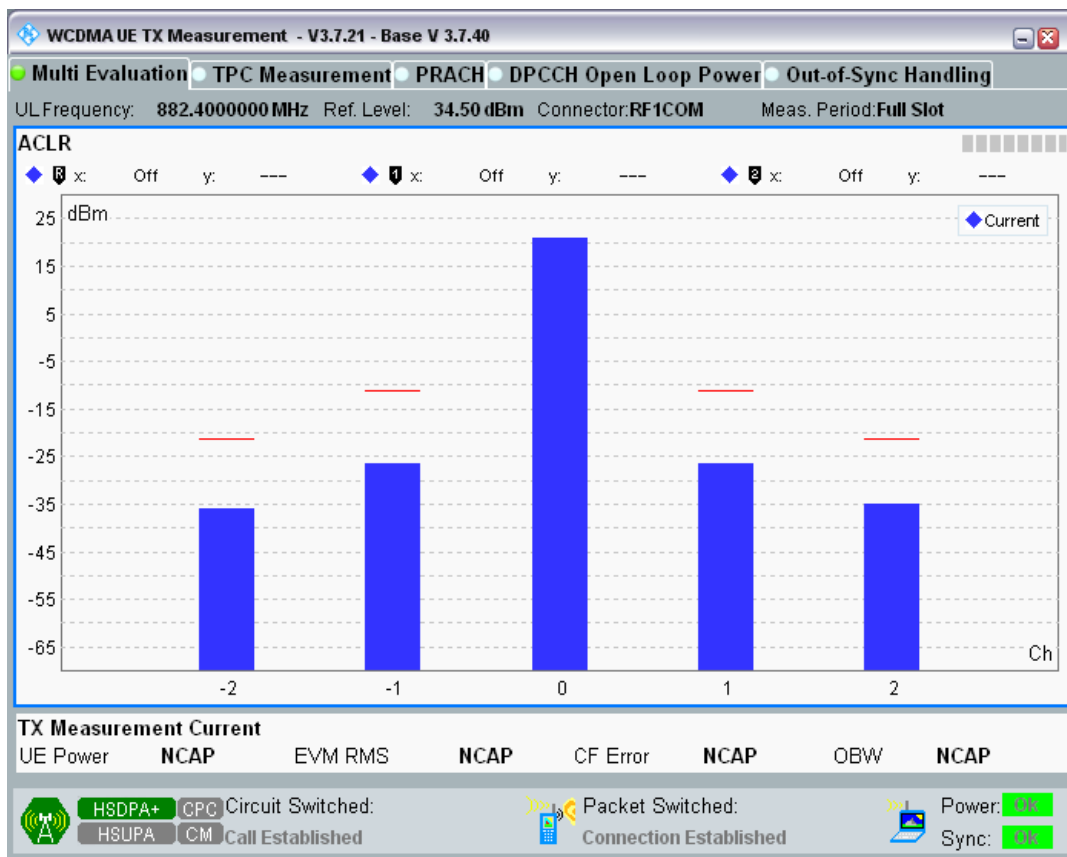 WCDMA UE TX Measurement - V3.7.21 - Base V 3.7.40
Multi Evaluation TPC Measurement PRACH DPCCH Open Loop Power Out-of-Sync Handling
UL Frequency: 882.4000000 MHz Ref. Level: 34.50 dBm Connector:RF1COM Meas. Period:Full Slot
ACLR
R x: Off y: --- 1 x: Off y: --- 2 x: Off y: ---
25 dBm Current
15
5
-5
-15
-25
-35
-45
-55
-65 Ch
-2 -1 0 1 2
TX Measurement Current
UE Power NCAP EVM RMS NCAP CF Error NCAP OBW NCAP
HSDPA+ CPC Circuit Switched: Packet Switched: Power: Ok
HSUPA CM Call Established Connection Established Sync: Ok